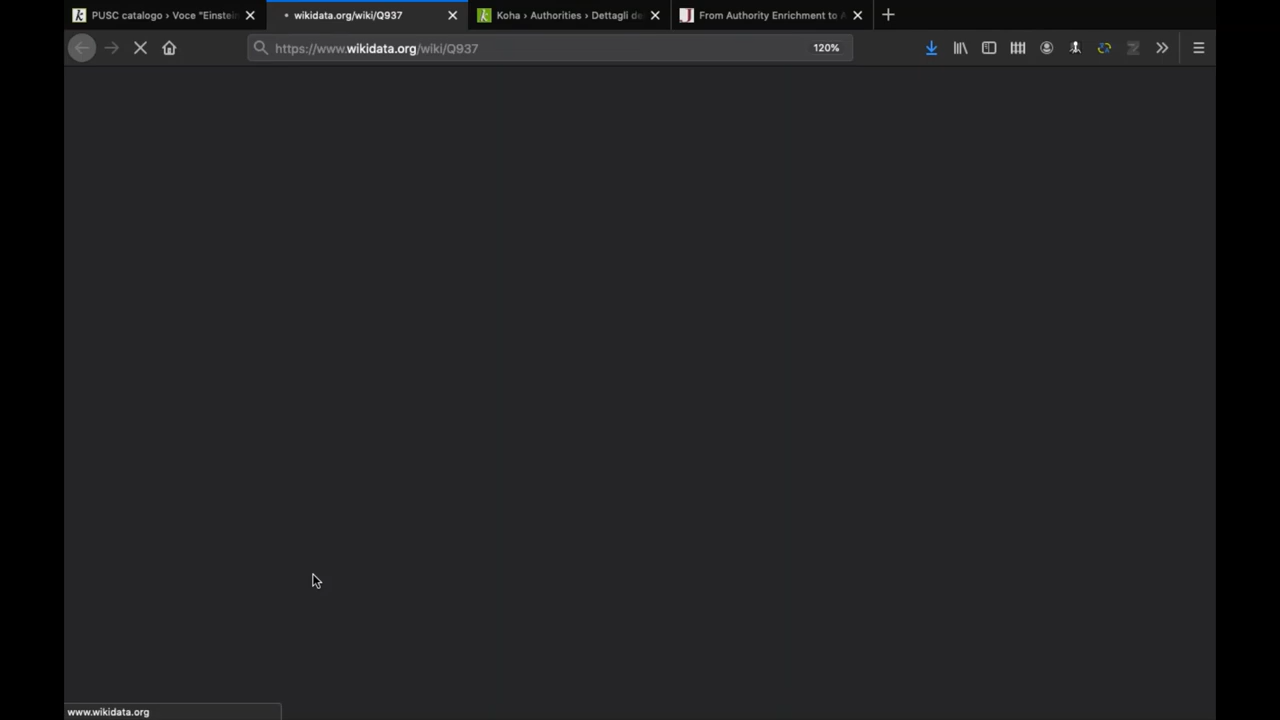 PUSC catalogo › Voce "Einstein
wikidata.org/wiki/Q937
Koha › Authorities › Dettagli de
From Authority Enrichment to A
https://www.wikidata.org/wiki/Q937
120%
www.wikidata.org